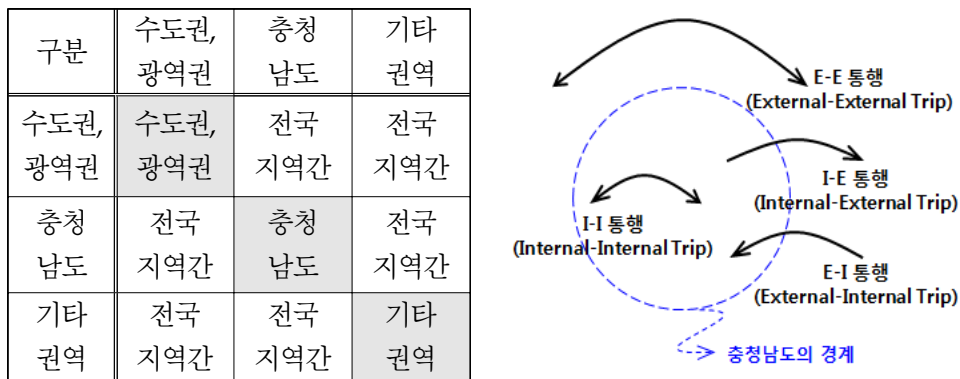 구분 수도권, 충청 기타
광역권 남도 권역
수도권, 수도권, 전국 전국
광역권 광역권 지역간 지역간
충청 전국 충청 전국
남도 지역간 남도 지역간
기타 전국 전국 기타
권역 지역간 지역간 권역
E-E 통행
(External-External Trip)
I-E 통행
(Internal-External Trip)
I-I 통행
(Internal-Internal Trip)
E-I 통행
(External-Internal Trip)
충청남도의 경계